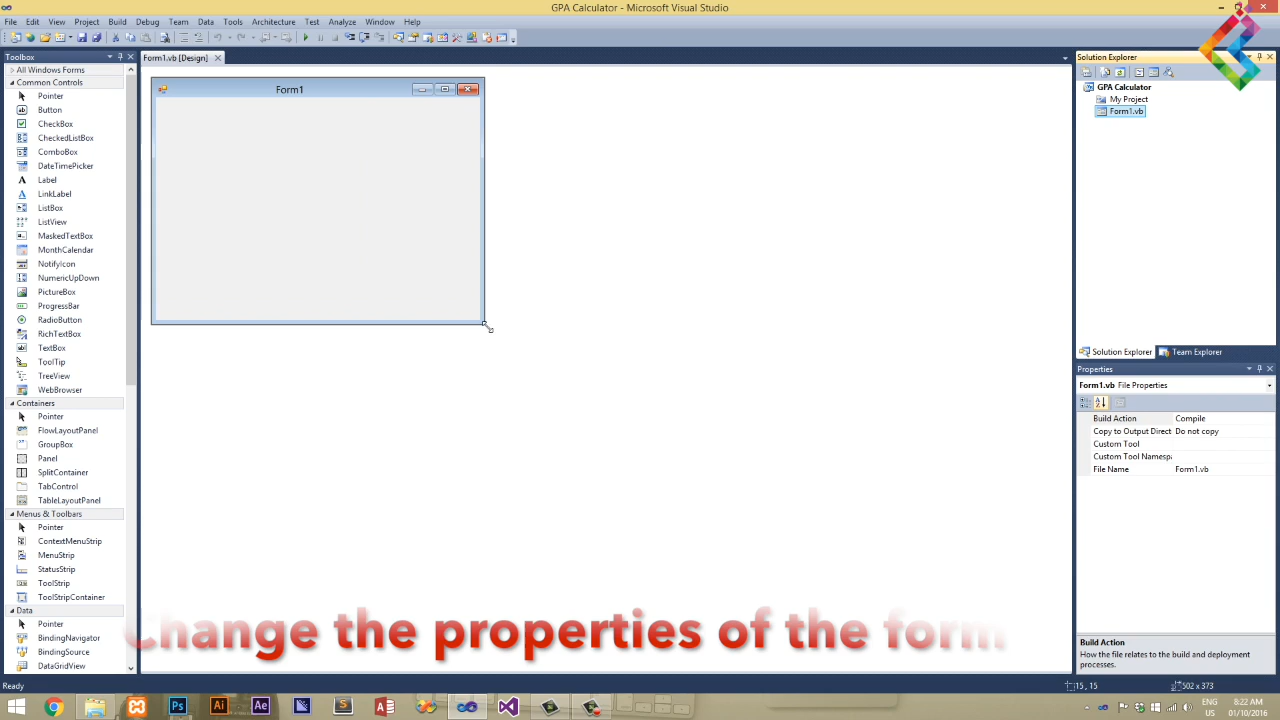 GPA Calculator - Microsoft Visual Studio
File Edit View Project Build Debug Team Data Tools Architecture Test Analyze Window Help
Toolbox
All Windows Forms
Common Controls
Pointer
Button
CheckBox
CheckedListBox
ComboBox
DateTimePicker
Label
LinkLabel
ListBox
ListView
MaskedTextBox
MonthCalendar
NotifyIcon
NumericUpDown
PictureBox
ProgressBar
RadioButton
RichTextBox
TextBox
ToolTip
TreeView
WebBrowser
Containers
Pointer
FlowLayoutPanel
GroupBox
Panel
SplitContainer
TabControl
TableLayoutPanel
Menus & Toolbars
Pointer
ContextMenuStrip
MenuStrip
StatusStrip
ToolStrip
ToolStripContainer
Data
Pointer
BindingNavigator
BindingSource
DataGridView
Form1.vb [Design]
Form1
Change the properties of the form
Solution Explorer
GPA Calculator
My Project
Form1.vb
Solution Explorer Team Explorer
Properties
Form1.vb File Properties
Build Action Compile
Copy to Output Direct Do not copy
Custom Tool
Custom Tool Namespa
File Name Form1.vb
Build Action
How the file relates to the build and deployment
processes.
Ready
15, 15
502 x 373
Ps Ai Ae
ENG
US
8:22 AM
01/10/2016